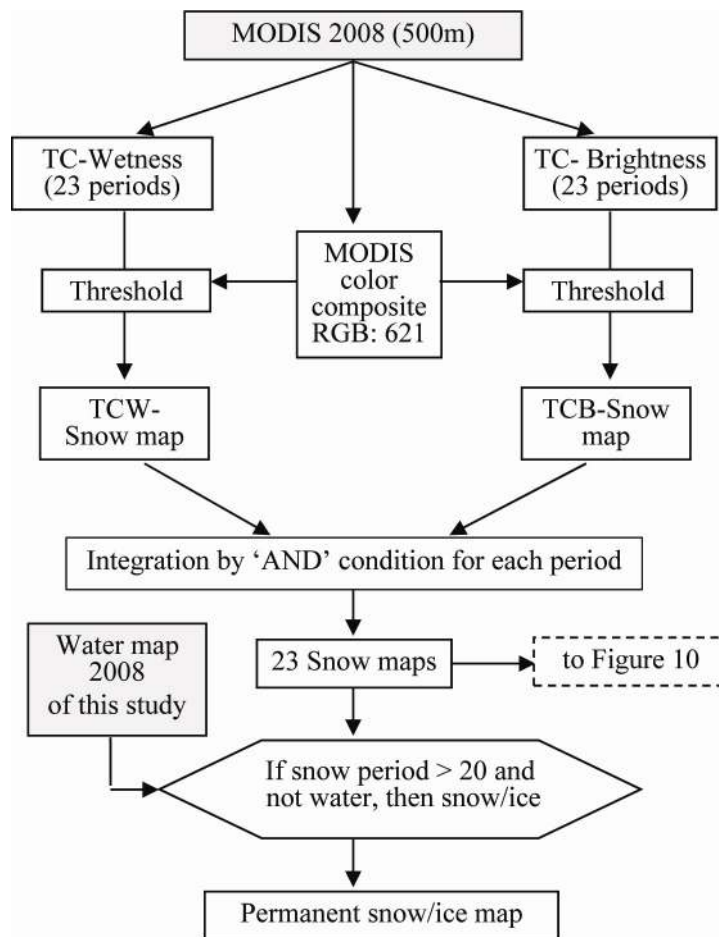 MODIS 2008 (500m)
TC-Wetness
(23 periods)
TC- Brightness
(23 periods)
MODIS
color
composite
RGB: 621
Threshold
Threshold
TCW-
Snow map
TCB-Snow
map
Integration by ‘AND’ condition for each period
Water map
2008
of this study
23 Snow maps
to Figure 10
If snow period > 20 and
not water, then snow/ice
Permanent snow/ice map